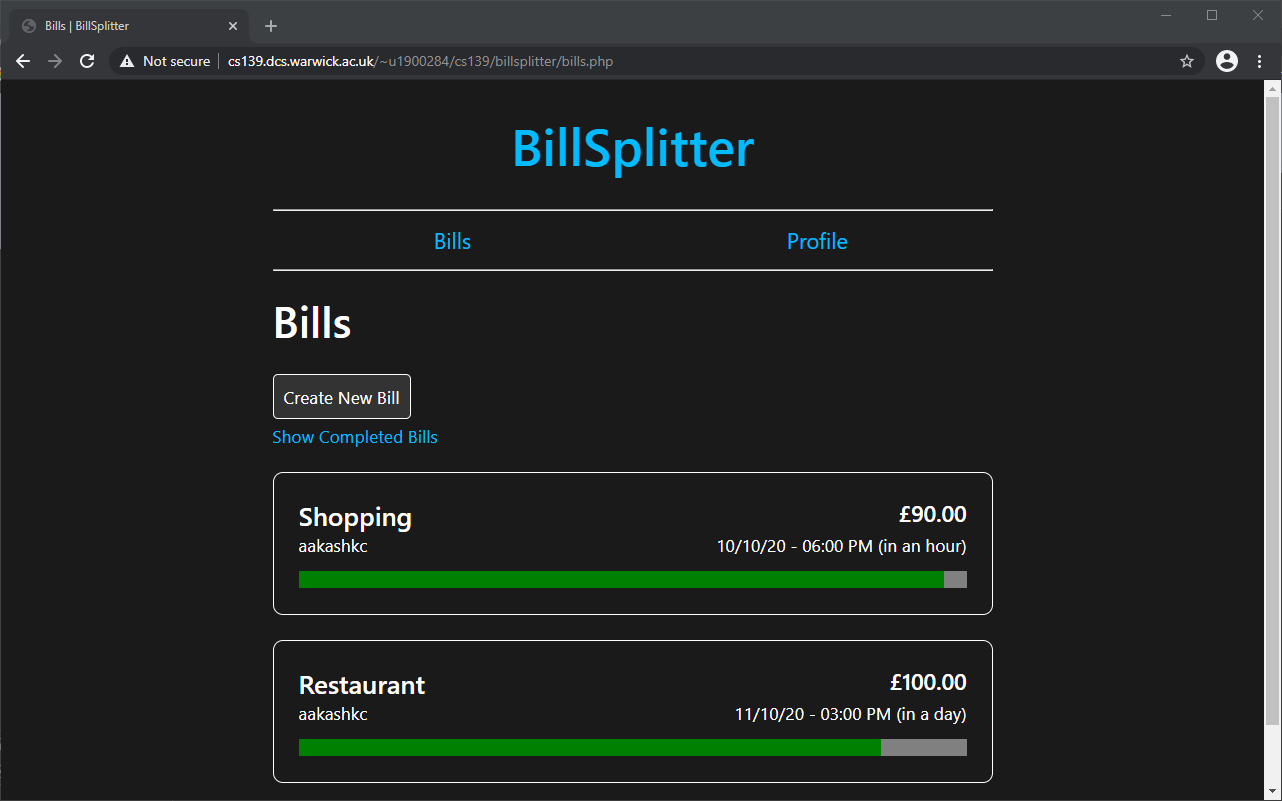 Bills | BillSplitter
Not secure | cs139.dcs.warwick.ac.uk/~u1900284/cs139/billsplitter/bills.php
BillSplitter
Bills Profile
Bills
Create New Bill
Show Completed Bills
Shopping £90.00
aakashkc 10/10/20 - 06:00 PM (in an hour)
Restaurant £100.00
aakashkc 11/10/20 - 03:00 PM (in a day)